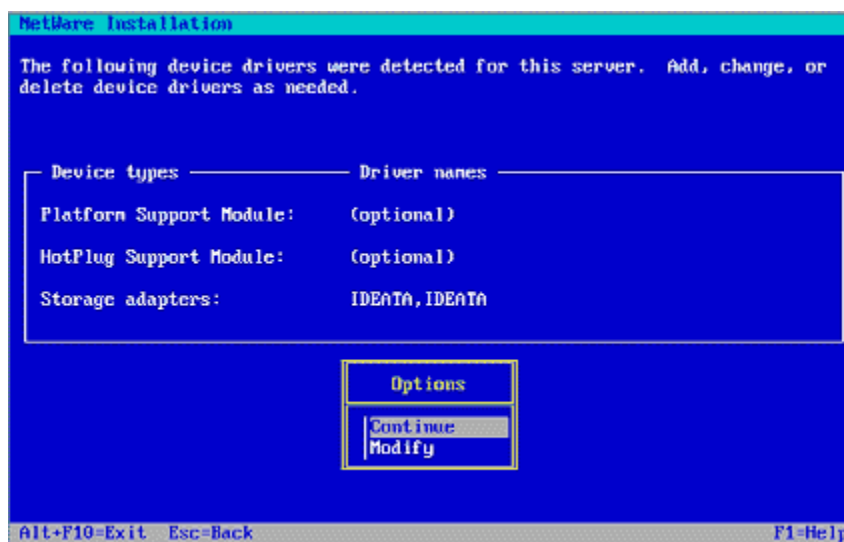 NetWare Installation
The following device drivers were detected for this server.  Add, change, or
delete device drivers as needed.
Device types    Driver names
Platform Support Module:    (optional)
HotPlug Support Module:    (optional)
Storage adapters:    IDEATA,IDEATA
Options
Continue
Modify
Alt+F10=Exit  Esc=Back    F1=Help